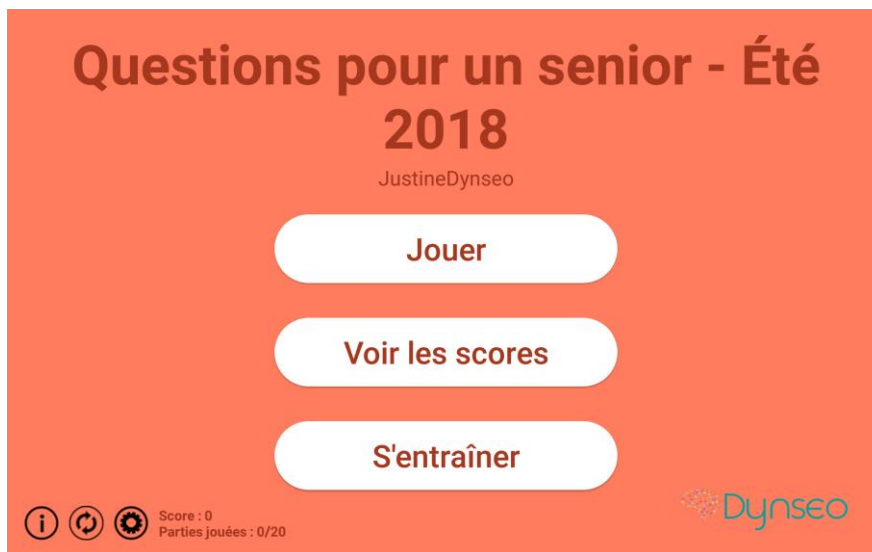 Questions pour un senior - Été
2018
JustineDynseo
Jouer
Voir les scores
S'entraîner
Score : 0
Parties jouées : 0/20
Dynseo